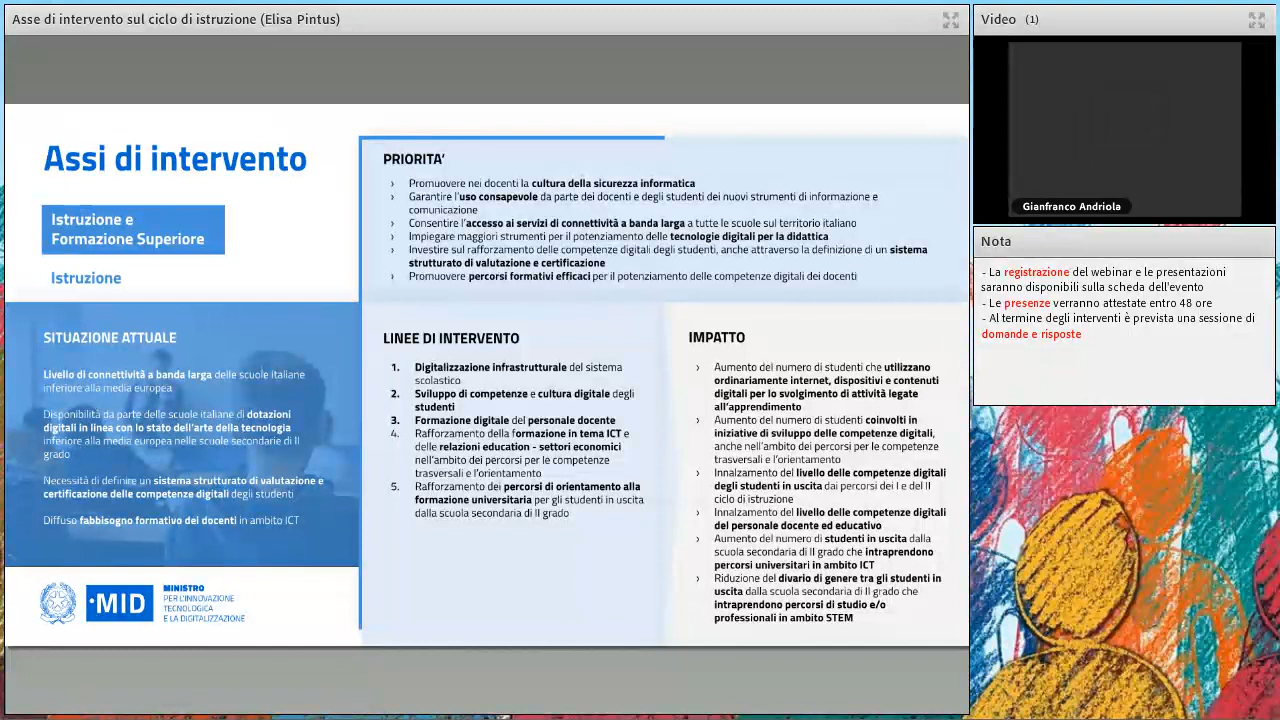 Asse di intervento sul ciclo di istruzione (Elisa Pintus)
Assi di intervento
Istruzione e
Formazione Superiore
Istruzione
PRIORITA'
› Promuovere nei docenti la cultura della sicurezza informatica
› Garantire l'uso consapevole da parte dei docenti e degli studenti dei nuovi strumenti di informazione e
comunicazione
› Consentire l'accesso ai servizi di connettività a banda larga a tutte le scuole sul territorio italiano
› Impiegare maggiori strumenti per il potenziamento delle tecnologie digitali per la didattica
› Investire sul rafforzamento delle competenze digitali degli studenti, anche attraverso la definizione di un sistema
strutturato di valutazione e certificazione
› Promuovere percorsi formativi efficaci per il potenziamento delle competenze digitali dei docenti
SITUAZIONE ATTUALE
Livello di connettività a banda larga delle scuole italiane
inferiore alla media europea
Disponibilità da parte delle scuole italiane di dotazioni
digitali in linea con lo stato dell'arte della tecnologia
inferiore alla media europea nelle scuole secondarie di II
grado
Necessità di definire un sistema strutturato di valutazione e
certificazione delle competenze digitali degli studenti
Diffuso fabbisogno formativo dei docenti in ambito ICT
LINEE DI INTERVENTO
1. Digitalizzazione infrastrutturale del sistema
scolastico
2. Sviluppo di competenze e cultura digitale degli
studenti
3. Formazione digitale del personale docente
4. Rafforzamento della formazione in tema ICT e
delle relazioni education - settori economici
nell'ambito dei percorsi per le competenze
trasversali e l'orientamento
5. Rafforzamento dei percorsi di orientamento alla
formazione universitaria per gli studenti in uscita
dalla scuola secondaria di II grado
IMPATTO
› Aumento del numero di studenti che utilizzano
ordinariamente internet, dispositivi e contenuti
digitali per lo svolgimento di attività legate
all'apprendimento
› Aumento del numero di studenti coinvolti in
iniziative di sviluppo delle competenze digitali,
anche nell'ambito dei percorsi per le competenze
trasversali e l'orientamento
› Innalzamento del livello delle competenze digitali
degli studenti in uscita dai percorsi dei I e del II
ciclo di istruzione
› Innalzamento del livello delle competenze digitali
del personale docente ed educativo
› Aumento del numero di studenti in uscita dalla
scuola secondaria di II grado che intraprendono
percorsi universitari in ambito ICT
› Riduzione del divario di genere tra gli studenti in
uscita dalla scuola secondaria di II grado che
intraprendono percorsi di studio e/o
professionali in ambito STEM
·MID
MINISTRO
PER L'INNOVAZIONE
TECNOLOGICA
E LA DIGITALIZZAZIONE
Video (1)
Gianfranco Andriola
Nota
- La registrazione del webinar e le presentazioni
saranno disponibili sulla scheda dell'evento
- Le presenze verranno attestate entro 48 ore
- Al termine degli interventi è prevista una sessione di
domande e risposte